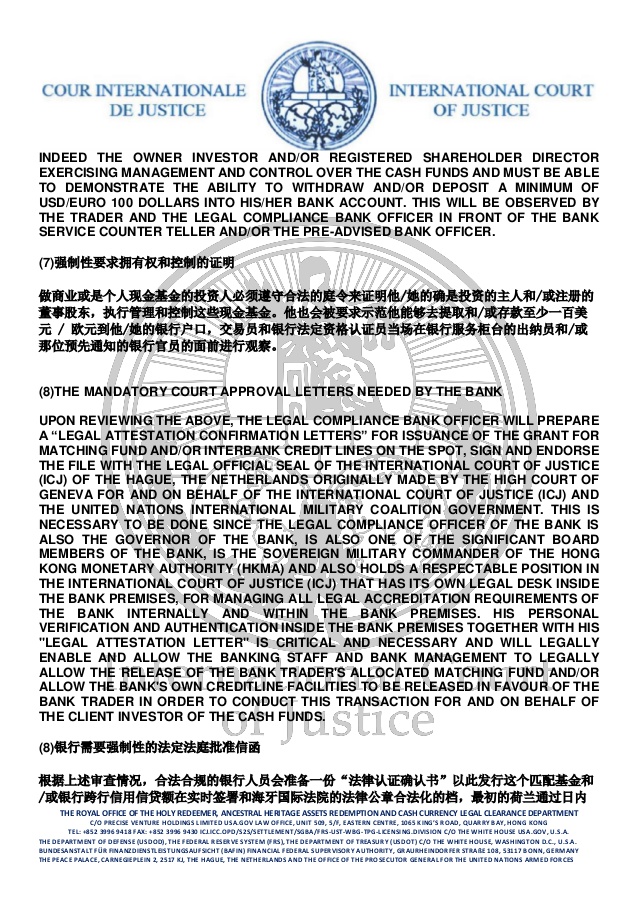 COUR INTERNATIONALE
DE JUSTICE
INTERNATIONAL COURT
OF JUSTICE
INDEED THE OWNER INVESTOR AND/OR REGISTERED SHAREHOLDER DIRECTOR
EXERCISING MANAGEMENT AND CONTROL OVER THE CASH FUNDS AND MUST BE ABLE
TO DEMONSTRATE THE ABILITY TO WITHDRAW AND/OR DEPOSIT A MINIMUM OF
USD/EURO 100 DOLLARS INTO HIS/HER BANK ACCOUNT. THIS WILL BE OBSERVED BY
THE TRADER AND THE LEGAL COMPLIANCE BANK OFFICER IN FRONT OF THE BANK
SERVICE COUNTER TELLER AND/OR THE PRE-ADVISED BANK OFFICER.
(7)强制性要求拥有权和控制的证明
做商业或是个人现金基金的投资人必须遵守合法的庭令来证明他/她的确是投资的主人和/或注册的
董事股东，执行管理和控制这些现金基金。他也会被要求示范他能够去提取和/或存款至少一百美
元 / 欧元到他/她的银行户口，交易员和银行法定资格认证员当场在银行服务柜台的出纳员和/或
那位预先通知的银行官员的面前进行观察。
(8)THE MANDATORY COURT APPROVAL LETTERS NEEDED BY THE BANK
UPON REVIEWING THE ABOVE, THE LEGAL COMPLIANCE BANK OFFICER WILL PREPARE
A “LEGAL ATTESTATION CONFIRMATION LETTERS” FOR ISSUANCE OF THE GRANT FOR
MATCHING FUND AND/OR INTERBANK CREDIT LINES ON THE SPOT, SIGN AND ENDORSE
THE FILE WITH THE LEGAL OFFICIAL SEAL OF THE INTERNATIONAL COURT OF JUSTICE
(ICJ) OF THE HAGUE, THE NETHERLANDS ORIGINALLY MADE BY THE HIGH COURT OF
GENEVA FOR AND ON BEHALF OF THE INTERNATIONAL COURT OF JUSTICE (ICJ) AND
THE UNITED NATIONS INTERNATIONAL MILITARY COALITION GOVERNMENT. THIS IS
NECESSARY TO BE DONE SINCE THE LEGAL COMPLIANCE OFFICER OF THE BANK IS
ALSO THE GOVERNOR OF THE BANK, IS ALSO ONE OF THE SIGNIFICANT BOARD
MEMBERS OF THE BANK, IS THE SOVEREIGN MILITARY COMMANDER OF THE HONG
KONG MONETARY AUTHORITY (HKMA) AND ALSO HOLDS A RESPECTABLE POSITION IN
THE INTERNATIONAL COURT OF JUSTICE (ICJ) THAT HAS ITS OWN LEGAL DESK INSIDE
THE BANK PREMISES, FOR MANAGING ALL LEGAL ACCREDITATION REQUIREMENTS OF
THE BANK INTERNALLY AND WITHIN THE BANK PREMISES. HIS PERSONAL
VERIFICATION AND AUTHENTICATION INSIDE THE BANK PREMISES TOGETHER WITH HIS
"LEGAL ATTESTATION LETTER" IS CRITICAL AND NECESSARY AND WILL LEGALLY
ENABLE AND ALLOW THE BANKING STAFF AND BANK MANAGEMENT TO LEGALLY
ALLOW THE RELEASE OF THE BANK TRADER'S ALLOCATED MATCHING FUND AND/OR
ALLOW THE BANK'S OWN CREDITLINE FACILITIES TO BE RELEASED IN FAVOUR OF THE
BANK TRADER IN ORDER TO CONDUCT THIS TRANSACTION FOR AND ON BEHALF OF
THE CLIENT INVESTOR OF THE CASH FUNDS.
of Justice
(8)银行需要强制性的法定法庭批准信函
根据上述审查情况，合法合规的银行人员会准备一份“法律认证确认书”以此发行这个匹配基金和
/或银行跨行信用信贷额在实时签署和海牙国际法院的法律公章合法化的档，最初的荷兰通过日内
THE ROYAL OFFICE OF THE HOLY REDEEMER, ANCESTRAL HERITAGE ASSETS REDEMPTION AND CASH CURRENCY LEGAL CLEARANCE DEPARTMENT
C/O PRECISE VENTURE HOLDINGS LIMITED USA.GOV LAW OFFICE, UNIT 509, 5/F, EASTERN CENTRE, 1065 KING'S ROAD, QUARRY BAY, HONG KONG
TEL: +852 3996 9418 FAX: +852 3996 9430 ICJ.ICC.OPD/S2S/SETTLEMENT/SGBA/FRS-UST-WBG-TPG-LICENSING.DIVISION C/O THE WHITE HOUSE USA.GOV, U.S.A.
THE DEPARTMENT OF DEFENSE (USDOD), THE FEDERAL RESERVE SYSTEM (FRS), THE DEPARTMENT OF TREASURY (USDOT) C/O THE WHITE HOUSE, WASHINGTON D.C., U.S.A.
BUNDESANSTALT FÜR FINANZDIENSTLEISTUNGSAUFSICHT (BAFIN) FINANCIAL FEDERAL SUPERVISORY AUTHORITY, GRAURHEINDORFER STRAßE 108, 53117 BONN, GERMANY
THE PEACE PALACE, CARNEGIEPLEIN 2, 2517 KJ, THE HAGUE, THE NETHERLANDS AND THE OFFICE OF THE PROSECUTOR GENERAL FOR THE UNITED NATIONS ARMED FORCES